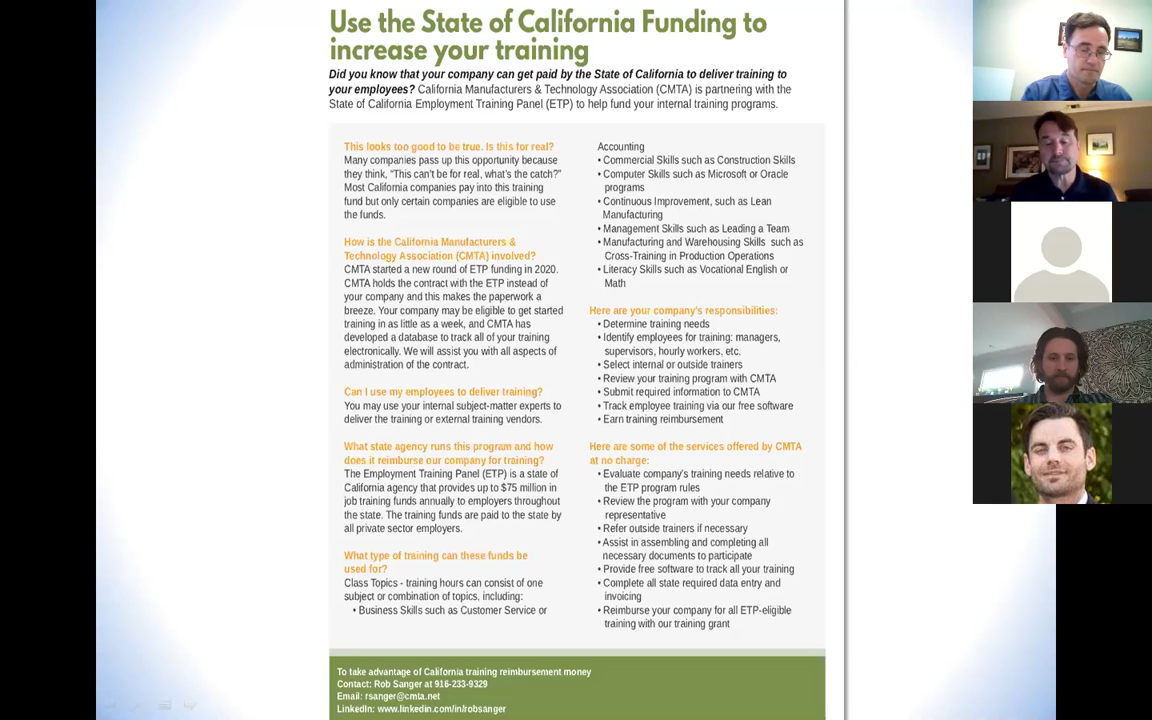 Use the State of California Funding to
increase your training
Did you know that your company can get paid by the State of California to deliver training to
your employees? California Manufacturers & Technology Association (CMTA) is partnering with the
State of California Employment Training Panel (ETP) to help fund your internal training programs.
This looks too good to be true. Is this for real?
Many companies pass up this opportunity because
they think, "This can't be for real, what's the catch?"
Most California companies pay into this training
fund but only certain companies are eligible to use
the funds.
How is the California Manufacturers &
Technology Association (CMTA) involved?
CMTA started a new round of ETP funding in 2020.
CMTA holds the contract with the ETP instead of
your company and this makes the paperwork a
breeze. Your company may be eligible to get started
training in as little as a week, and CMTA has
developed a database to track all of your training
electronically. We will assist you with all aspects of
administration of the contract.
Can I use my employees to deliver training?
You may use your internal subject-matter experts to
deliver the training or external training vendors.
What state agency runs this program and how
does it reimburse our company for training?
The Employment Training Panel (ETP) is a state of
California agency that provides up to $75 million in
job training funds annually to employers throughout
the state. The training funds are paid to the state by
all private sector employers.
What type of training can these funds be
used for?
Class Topics - training hours can consist of one
subject or combination of topics, including:
• Business Skills such as Customer Service or
Accounting
• Commercial Skills such as Construction Skills
• Computer Skills such as Microsoft or Oracle
programs
• Continuous Improvement, such as Lean
Manufacturing
• Management Skills such as Leading a Team
• Manufacturing and Warehousing Skills such as
Cross-Training in Production Operations
• Literacy Skills such as Vocational English or
Math
Here are your company's responsibilities:
• Determine training needs
• Identify employees for training: managers,
supervisors, hourly workers, etc.
• Select internal or outside trainers
• Review your training program with CMTA
• Submit required information to CMTA
• Track employee training via our free software
• Earn training reimbursement
Here are some of the services offered by CMTA
at no charge:
• Evaluate company's training needs relative to
the ETP program rules
• Review the program with your company
representative
• Refer outside trainers if necessary
• Assist in assembling and completing all
necessary documents to participate
• Provide free software to track all your training
• Complete all state required data entry and
invoicing
• Reimburse your company for all ETP-eligible
training with our training grant
To take advantage of California training reimbursement money
Contact: Rob Sanger at 916-233-9329
Email: rsanger@cmta.net
LinkedIn: www.linkedin.com/in/robsanger